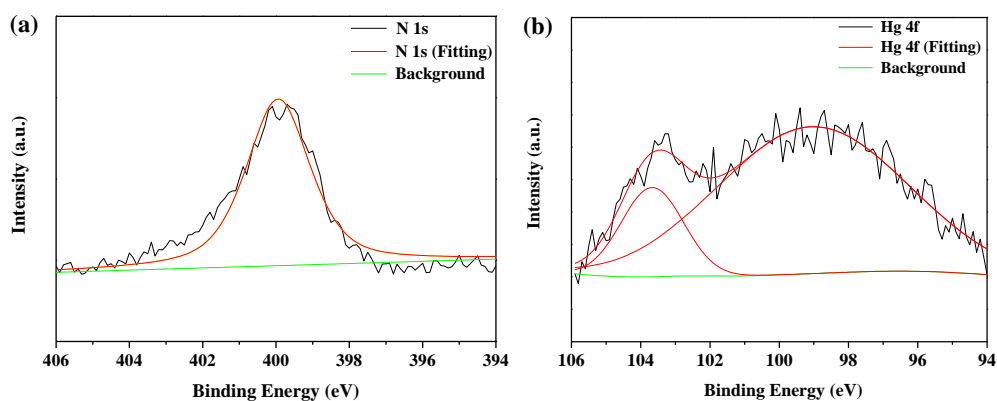 (a)
N 1s
N 1s (Fitting)
Background
Intensity (a.u.)
406 404 402 400 398 396 394
Binding Energy (eV)
(b)
Hg 4f
Hg 4f (Fitting)
Background
Intensity (a.u.)
106 104 102 100 98 96 94
Binding Energy (eV)